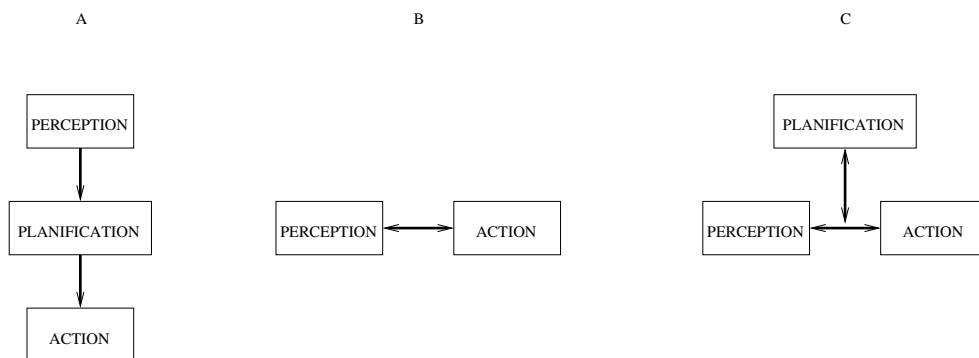 A
B
C
PERCEPTION
PLANIFICATION
ACTION
PERCEPTION
ACTION
PLANIFICATION
PERCEPTION
ACTION